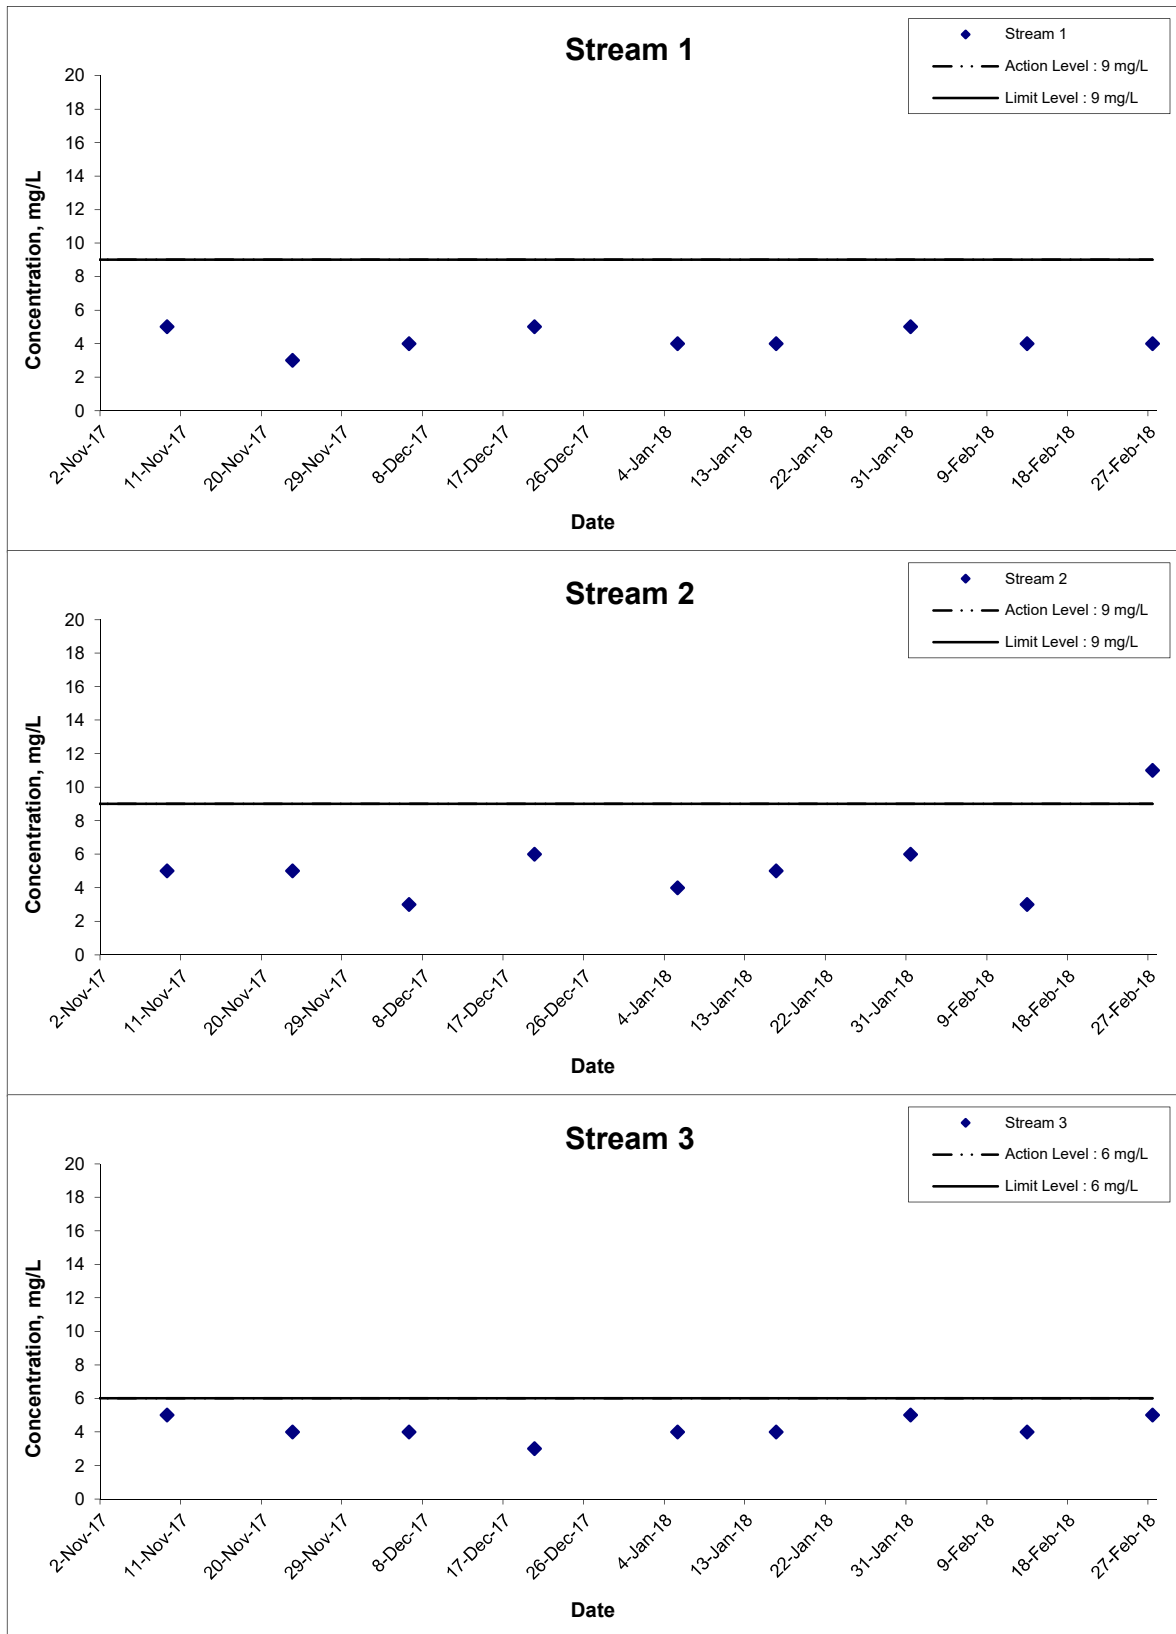 Stream 1
Stream 1
Action Level : 9 mg/L
Limit Level : 9 mg/L
Concentration, mg/L
20
18
16
14
12
10
8
6
4
2
0
2-Nov-17
11-Nov-17
20-Nov-17
29-Nov-17
8-Dec-17
17-Dec-17
26-Dec-17
4-Jan-18
13-Jan-18
22-Jan-18
31-Jan-18
9-Feb-18
18-Feb-18
27-Feb-18
Date
Stream 2
Stream 2
Action Level : 9 mg/L
Limit Level : 9 mg/L
Concentration, mg/L
20
18
16
14
12
10
8
6
4
2
0
2-Nov-17
11-Nov-17
20-Nov-17
29-Nov-17
8-Dec-17
17-Dec-17
26-Dec-17
4-Jan-18
13-Jan-18
22-Jan-18
31-Jan-18
9-Feb-18
18-Feb-18
27-Feb-18
Date
Stream 3
Stream 3
Action Level : 6 mg/L
Limit Level : 6 mg/L
Concentration, mg/L
20
18
16
14
12
10
8
6
4
2
0
2-Nov-17
11-Nov-17
20-Nov-17
29-Nov-17
8-Dec-17
17-Dec-17
26-Dec-17
4-Jan-18
13-Jan-18
22-Jan-18
31-Jan-18
9-Feb-18
18-Feb-18
27-Feb-18
Date